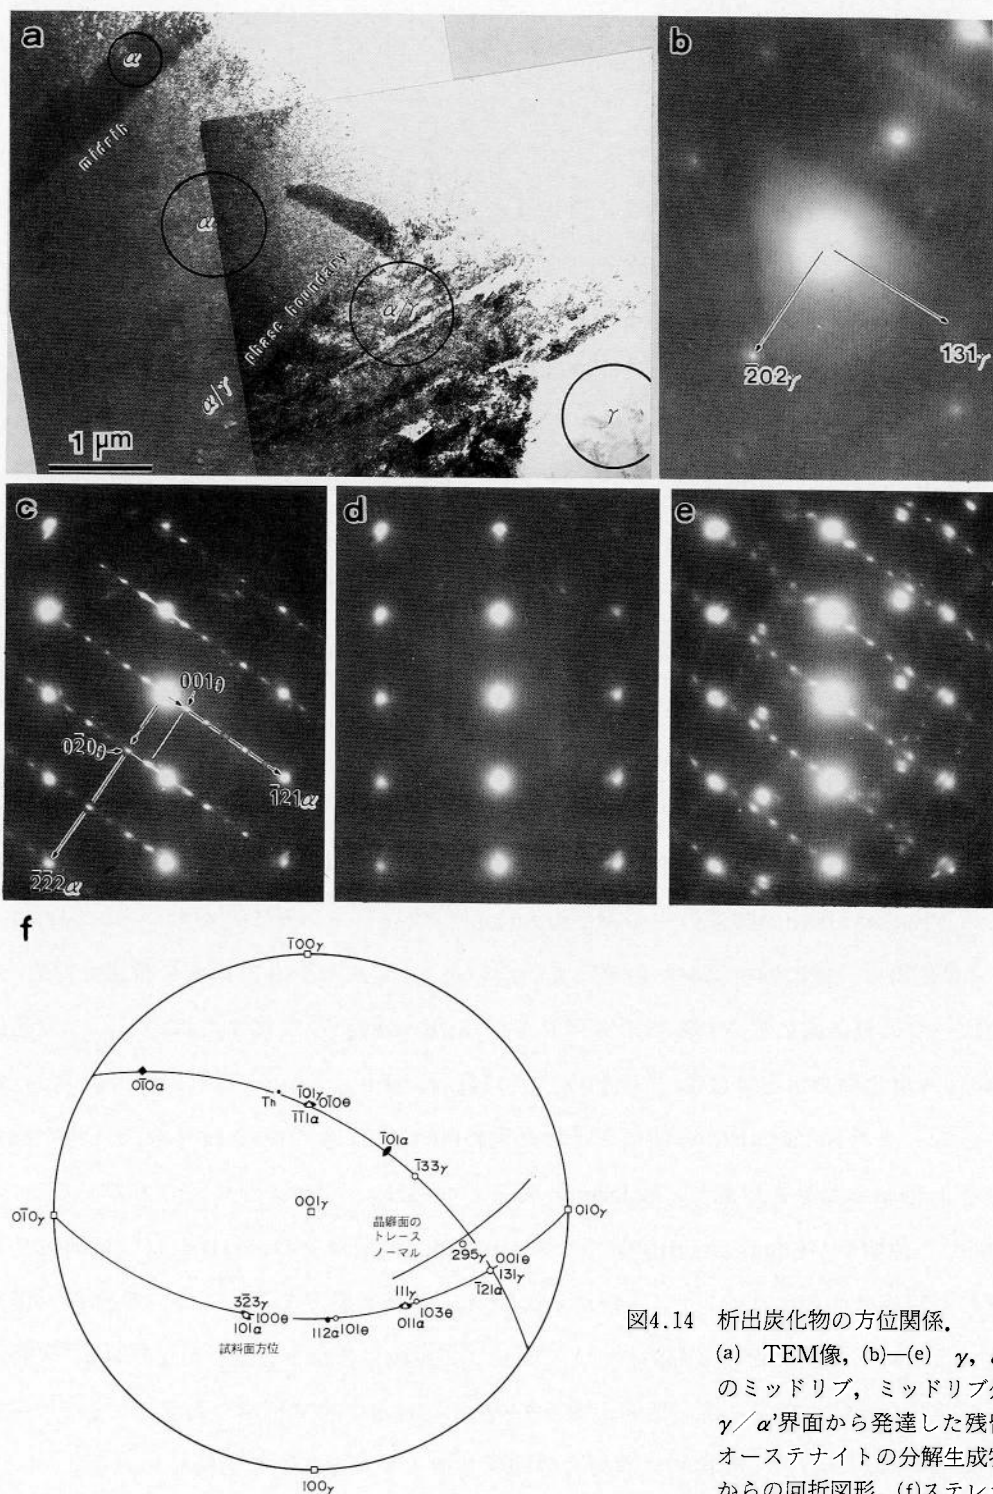 a
b
α
midrib
α
phase boundary
α/γ
α/γ
γ
1 μm
2̄02γ
131γ
c
d
e
001θ
02̄0θ
1̄21α
2̄2̄2α
f
1̄00γ
01̄0α
Th
1̄01γ
01̄0θ
1̄1̄1α
1̄01α
1̄33γ
001γ
01̄0γ
010γ
晶癖面の
トレース
ノーマル
295γ
001θ
131γ
1̄21α
111γ
103θ
011α
32̄3γ
100θ
101α
112α
101θ
試料面方位
100γ
図4.14 析出炭化物の方位関係.
(a) TEM像, (b)—(e) γ,
のミッドリブ, ミッドリブ
γ/α'界面から発達した残
オーステナイトの分解生成
からの回折図形, (f)ステレ